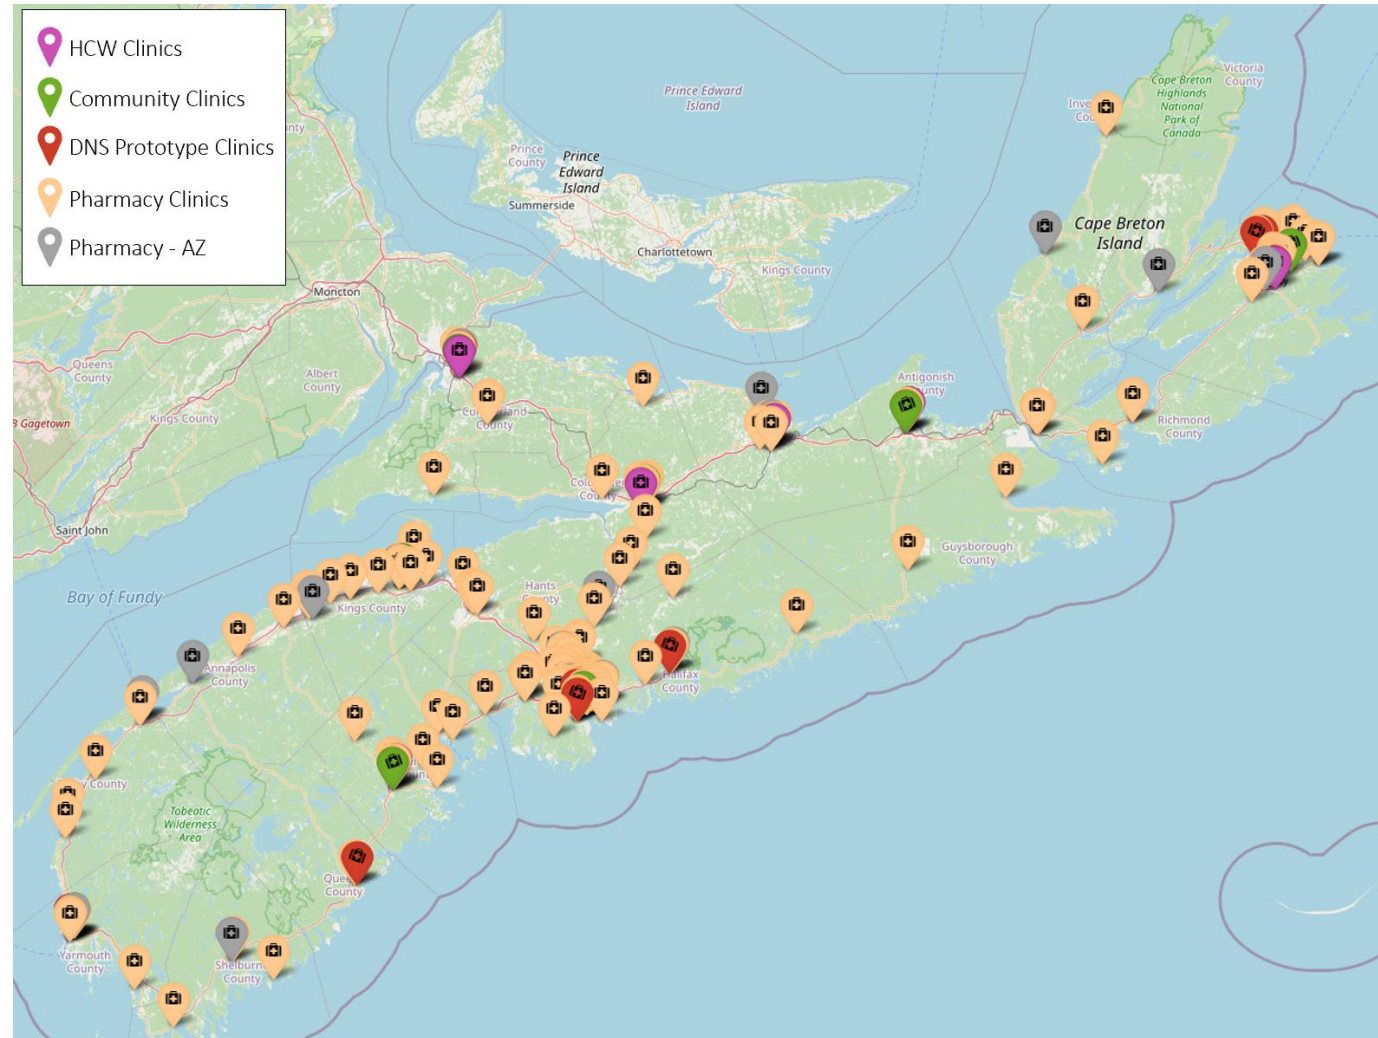 HCW Clinics
Community Clinics
DNS Prototype Clinics
Pharmacy Clinics
Pharmacy - AZ
Victoria
County
Cape Breton
Highlands
National
Park of
Canada
Prince Edward
Island
Prince
County
Prince
Edward
Island
Summerside
Charlottetown
Kings County
Cape Breton
Island
Moncton
Queens
County
Albert
County
Kings County
Gagetown
Saint John
Antigonish
Richmond
County
Guysborough
County
Bay of Fundy
Hants
Kings County
Annapolis
County
Halifax
County
County
Tobeatic
Wilderness
Area
County
Yarmouth
County
County